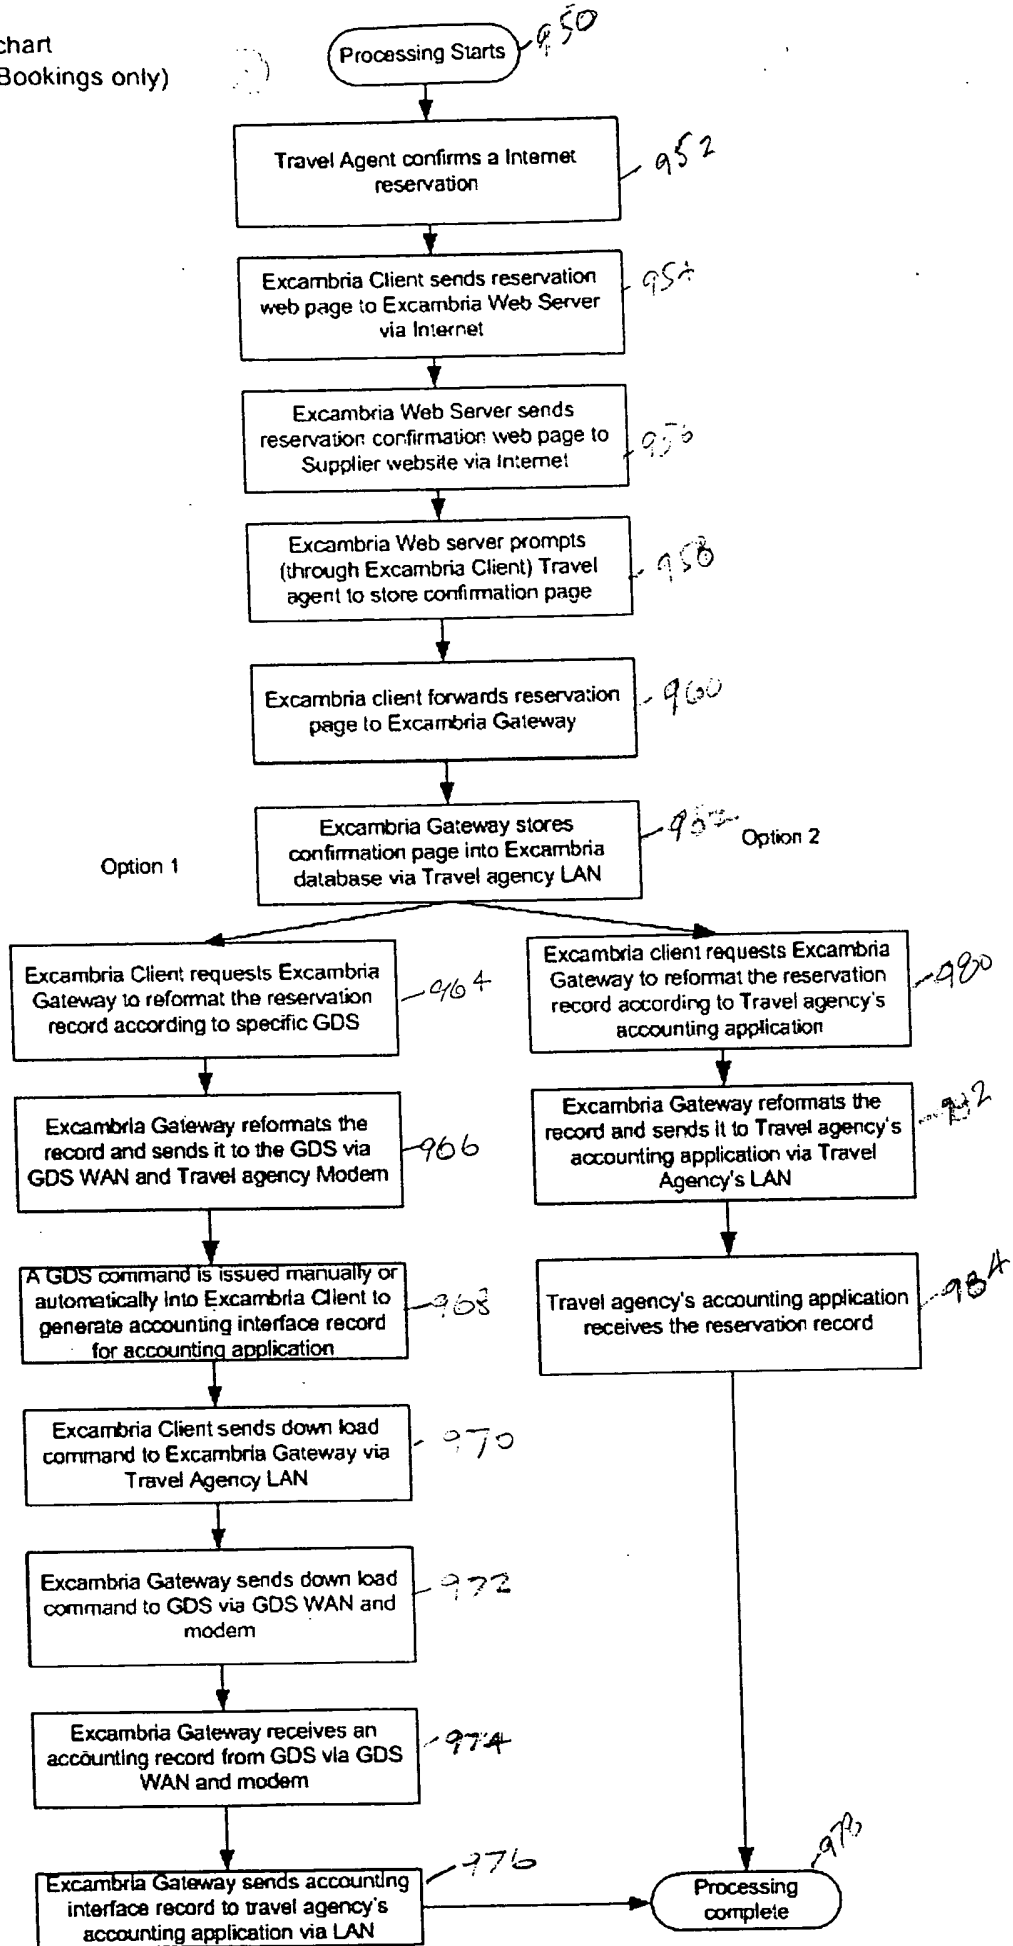 chart
Bookings only)
Processing Starts
950
Travel Agent confirms a Internet
reservation
952
Excambria Client sends reservation
web page to Excambria Web Server
via Internet
954
Excambria Web Server sends
reservation confirmation web page to
Supplier website via Internet
956
Excambria Web server prompts
(through Excambria Client) Travel
agent to store confirmation page
958
Excambria client forwards reservation
page to Excambria Gateway
960
Excambria Gateway stores
confirmation page into Excambria
database via Travel agency LAN
962
Option 1
Option 2
Excambria Client requests Excambria
Gateway to reformat the reservation
record according to specific GDS
964
Excambria client requests Excambria
Gateway to reformat the reservation
record according to Travel agency's
accounting application
980
Excambria Gateway reformats the
record and sends it to the GDS via
GDS WAN and Travel agency Modem
966
Excambria Gateway reformats the
record and sends it to Travel agency's
accounting application via Travel
Agency's LAN
982
A GDS command is issued manually or
automatically into Excambria Client to
generate accounting interface record
for accounting application
968
Travel agency's accounting application
receives the reservation record
984
Excambria Client sends down load
command to Excambria Gateway via
Travel Agency LAN
970
Excambria Gateway sends down load
command to GDS via GDS WAN and
modem
972
Excambria Gateway receives an
accounting record from GDS via GDS
WAN and modem
974
Excambria Gateway sends accounting
interface record to travel agency's
accounting application via LAN
976
Processing
complete
978